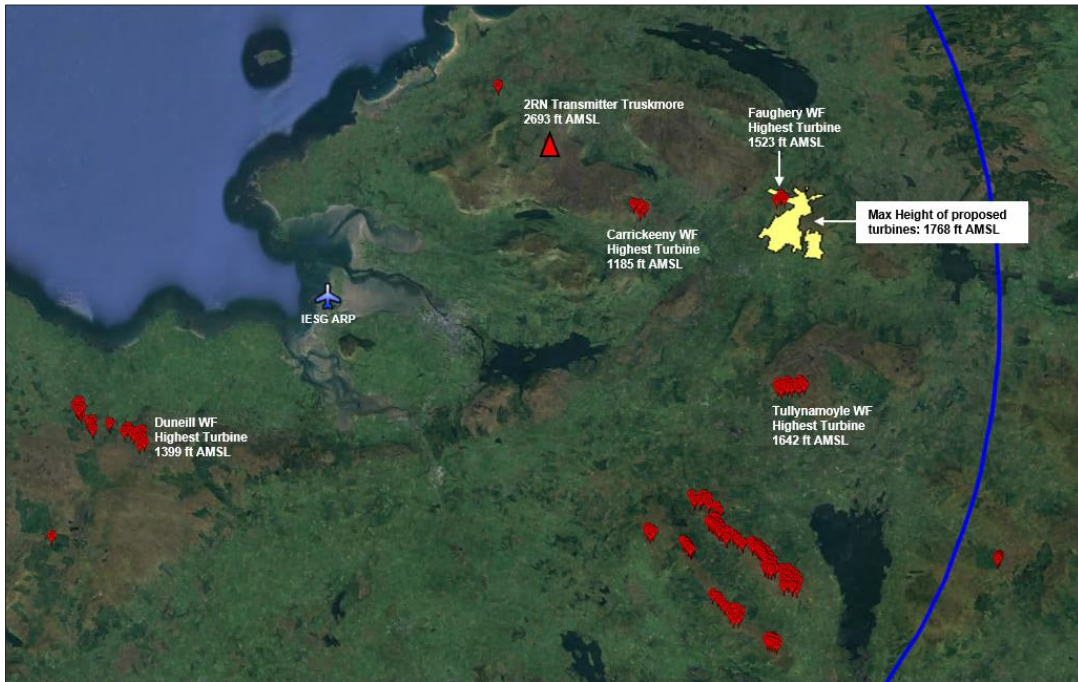 2RN Transmitter Truskmore
2693 ft AMSL
Faughery WF
Highest Turbine
1523 ft AMSL
Max Height of proposed
turbines: 1768 ft AMSL
Carrickeeny WF
Highest Turbine
1185 ft AMSL
IESG ARP
Duneill WF
Highest Turbine
1399 ft AMSL
Tullynamoyle WF
Highest Turbine
1642 ft AMSL